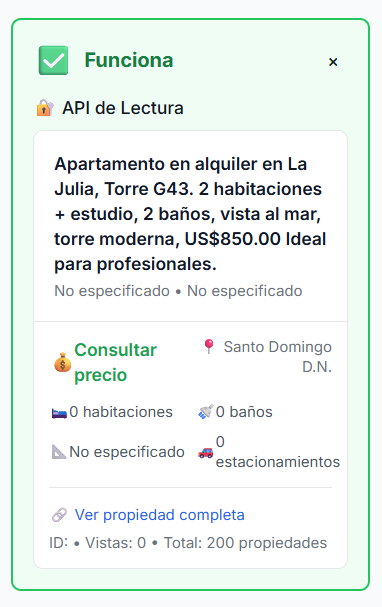 Funciona
×
API de Lectura
Apartamento en alquiler en La
Julia, Torre G43. 2 habitaciones
+ estudio, 2 baños, vista al mar,
torre moderna, US$850.00 Ideal
para profesionales.
No especificado • No especificado
Consultar
precio
Santo Domingo
D.N.
0 habitaciones
0 baños
No especificado
0
estacionamientos
Ver propiedad completa
ID: • Vistas: 0 • Total: 200 propiedades